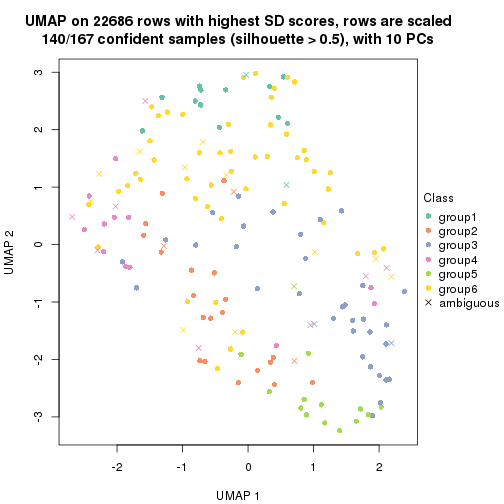 UMAP on 22686 rows with highest SD scores, rows are scaled
140/167 confident samples (silhouette > 0.5), with 10 PCs
3
2
1
0
-1
-2
-3
UMAP 2
-2
-1
0
1
2
UMAP 1
Class
group1
group2
group3
group4
group5
group6
ambiguous